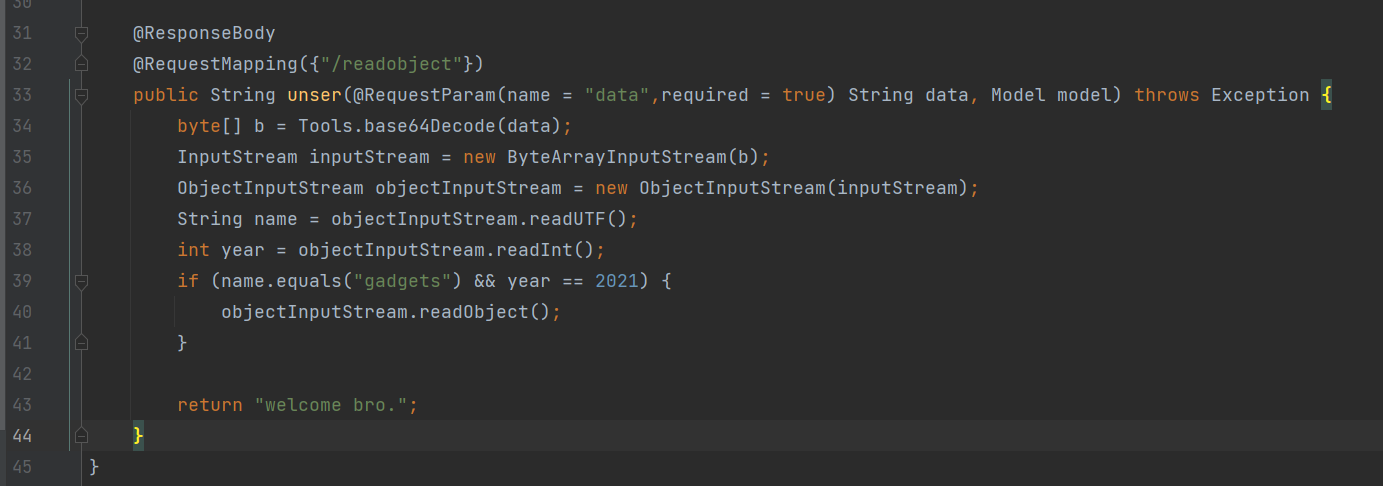 30
31 @ResponseBody
32 @RequestMapping({"/readobject"})
33 public String unser(@RequestParam(name = "data",required = true) String data, Model model) throws Exception {
34 byte[] b = Tools.base64Decode(data);
35 InputStream inputStream = new ByteArrayInputStream(b);
36 ObjectInputStream objectInputStream = new ObjectInputStream(inputStream);
37 String name = objectInputStream.readUTF();
38 int year = objectInputStream.readInt();
39 if (name.equals("gadgets") && year == 2021) {
40 objectInputStream.readObject();
41 }
42
43 return "welcome bro.";
44 }
45 }